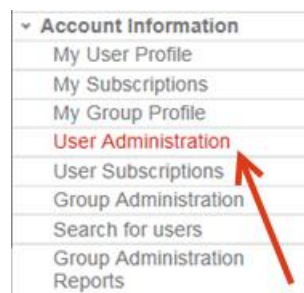 Account Information
My User Profile
My Subscriptions
My Group Profile
User Administration
User Subscriptions
Group Administration
Search for users
Group Administration
Reports